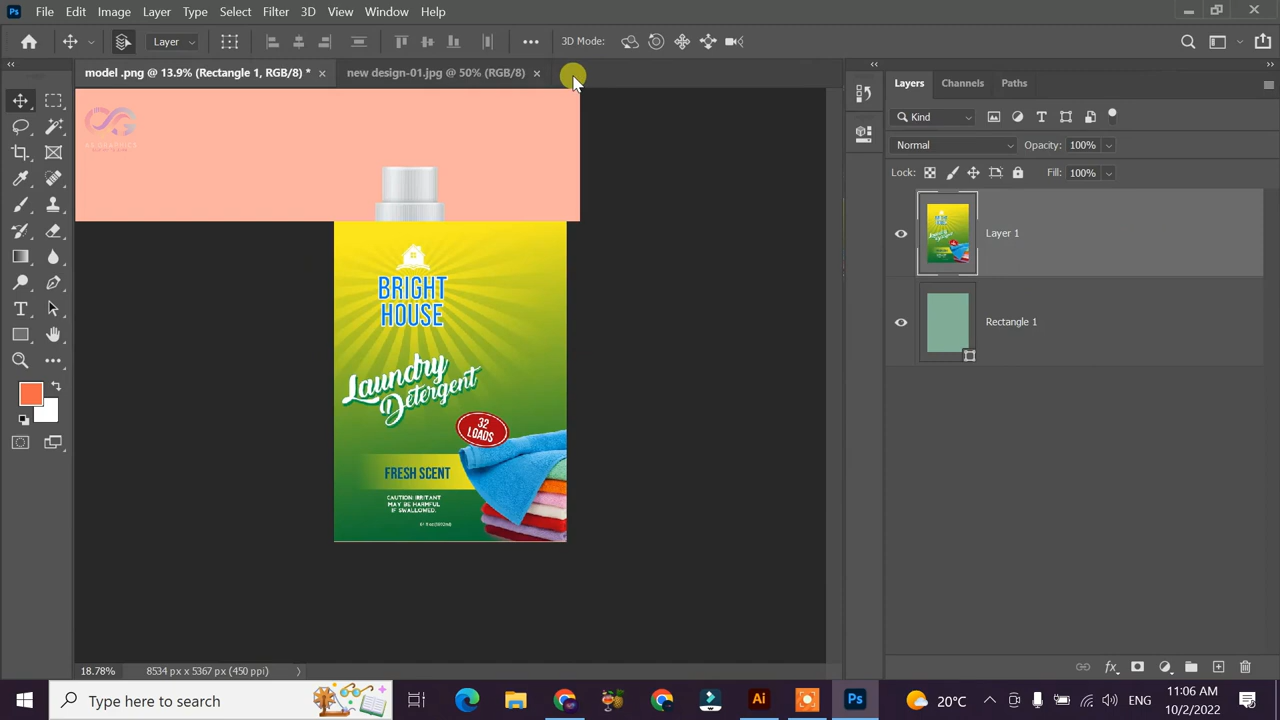 File Edit Image Layer Type Select Filter 3D View Window Help
Layer 3D Mode:
model .png @ 13.9% (Rectangle 1, RGB/8) * × new design-01.jpg @ 50% (RGB/8) ×
Layers Channels Paths
Kind
Normal Opacity: 100%
Lock: Fill: 100%
Layer 1
Rectangle 1
BRIGHT
HOUSE
Laundry
Detergent
32
LOADS
FRESH SCENT
CAUTION: IRRITANT
MAY BE HARMFUL
IF SWALLOWED.
18.78% 8534 px x 5367 px (450 ppi)
Type here to search
20°C ENG 11:06 AM 10/2/2022